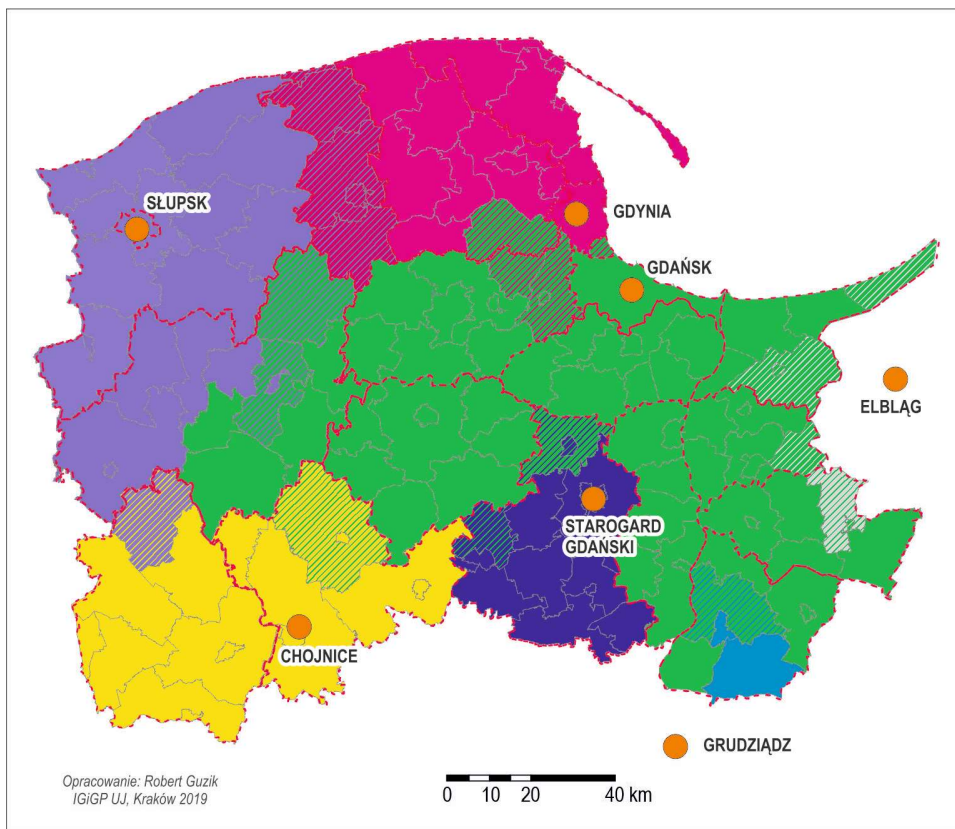 SŁUPSK
GDYNIA
GDAŃSK
ELBLĄG
STAROGARD
GDAŃSKI
CHOJNICE
GRUDZIĄDZ
Opracowanie: Robert Guzik
IGiGP UJ, Kraków 2019
0 10 20 40 km